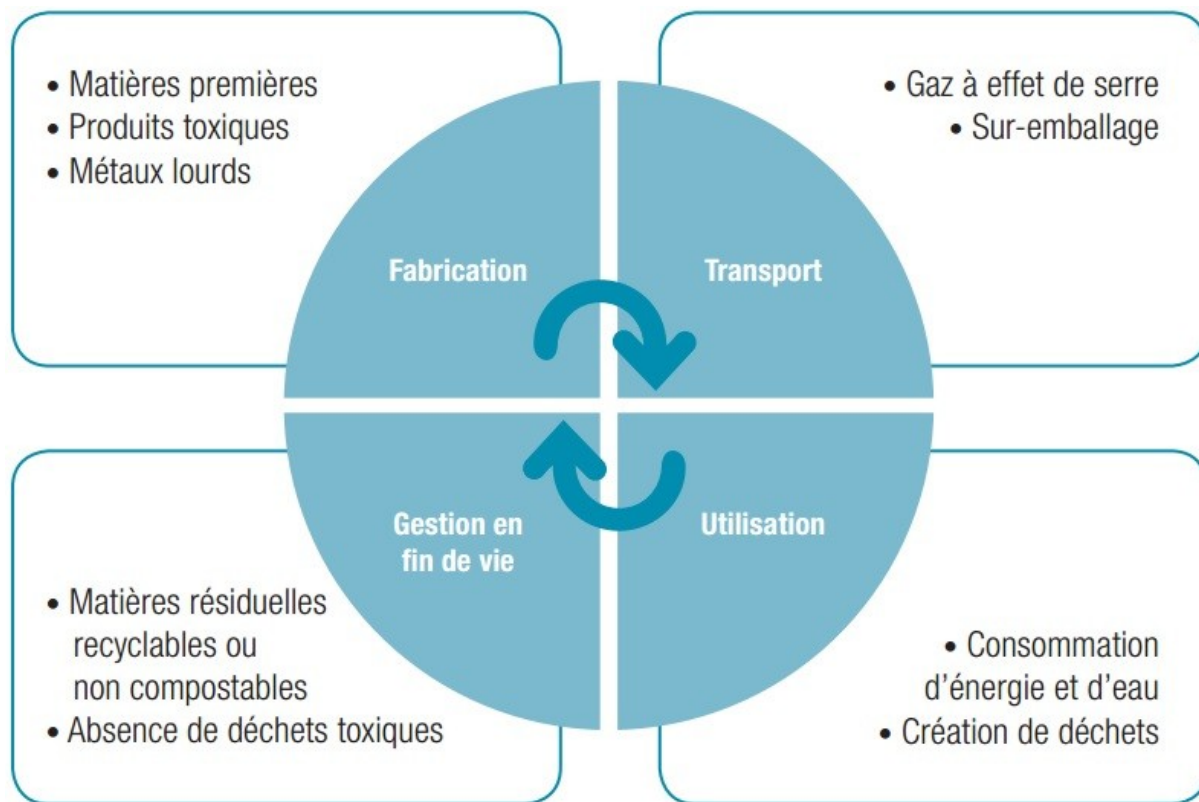 • Matières premières
• Produits toxiques
• Métaux lourds
• Gaz à effet de serre
• Sur-emballage
Fabrication
Transport
Gestion en
fin de vie
Utilisation
• Matières résiduelles
recyclables ou
non compostables
• Absence de déchets toxiques
• Consommation
d’énergie et d’eau
• Création de déchets